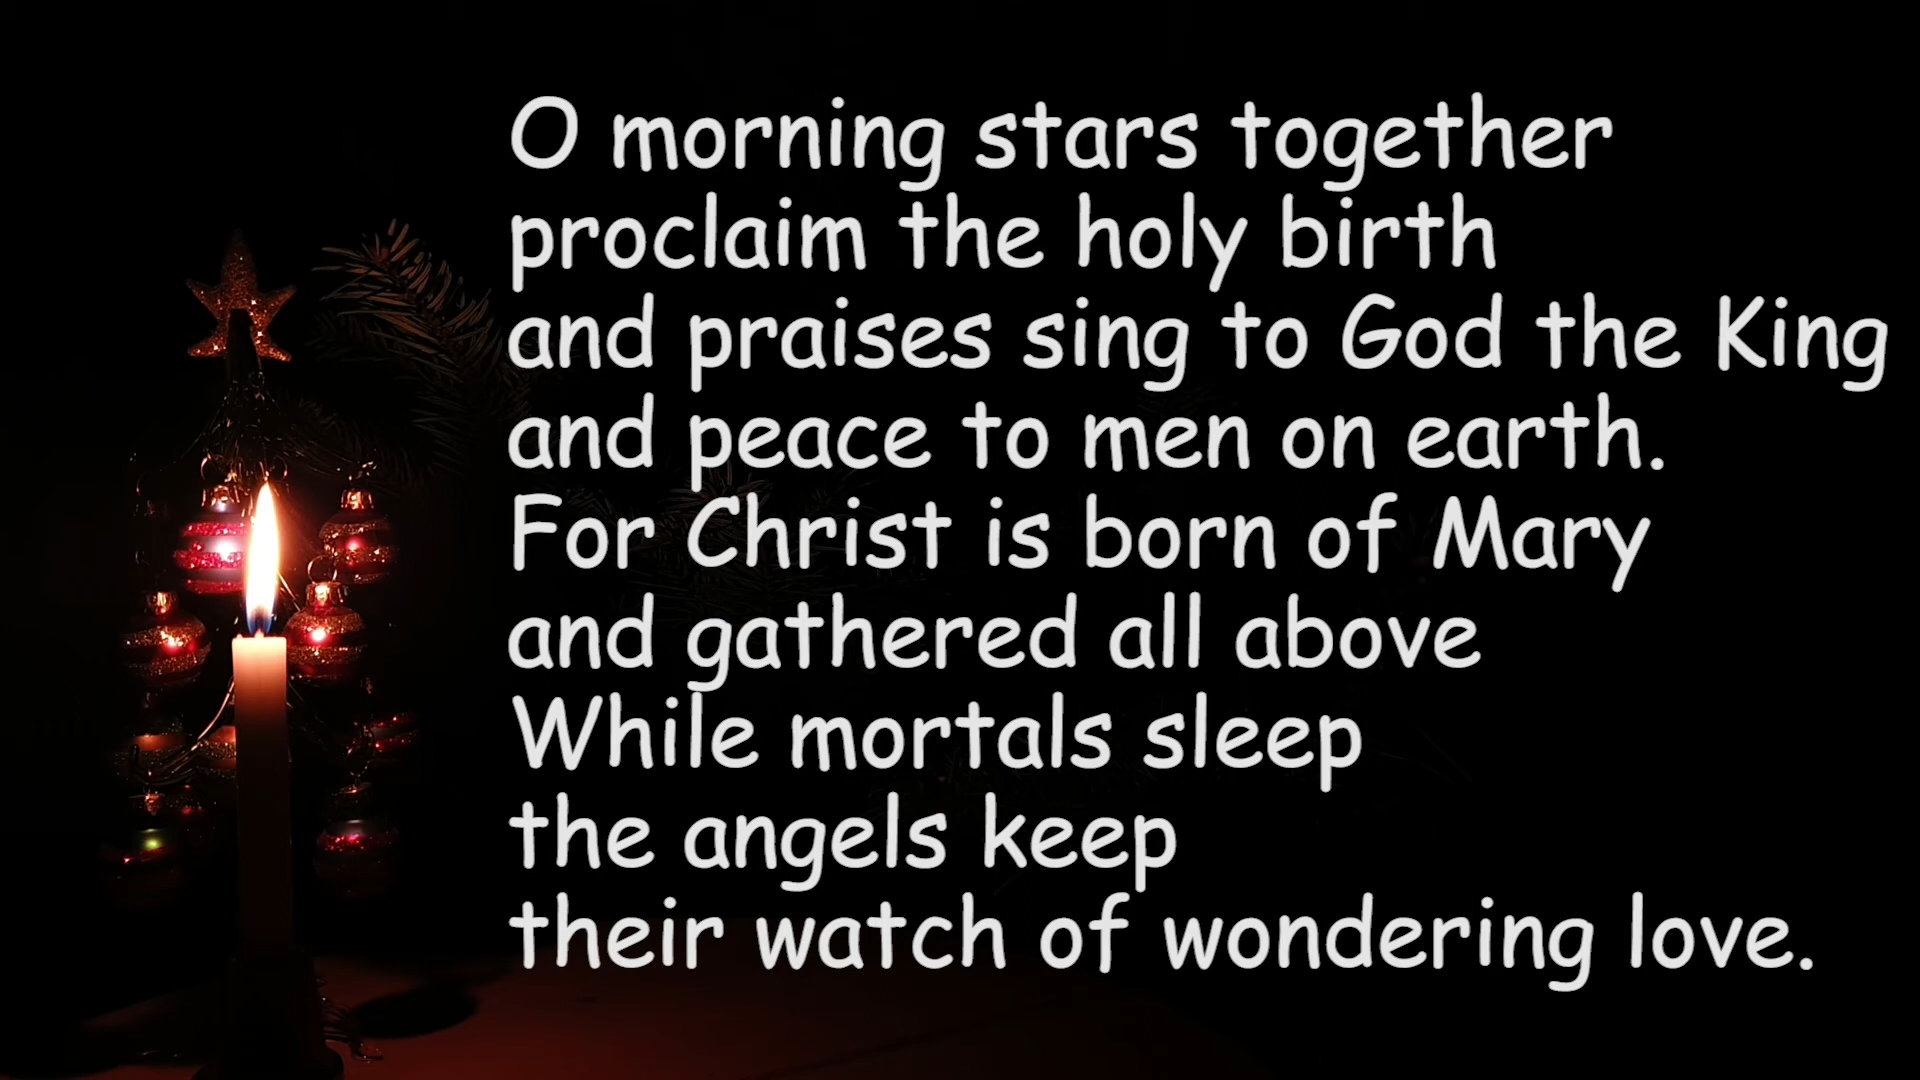 O morning stars together
proclaim the holy birth
and praises sing to God the King
and peace to men on earth.
For Christ is born of Mary
and gathered all above
While mortals sleep
the angels keep
their watch of wondering love.